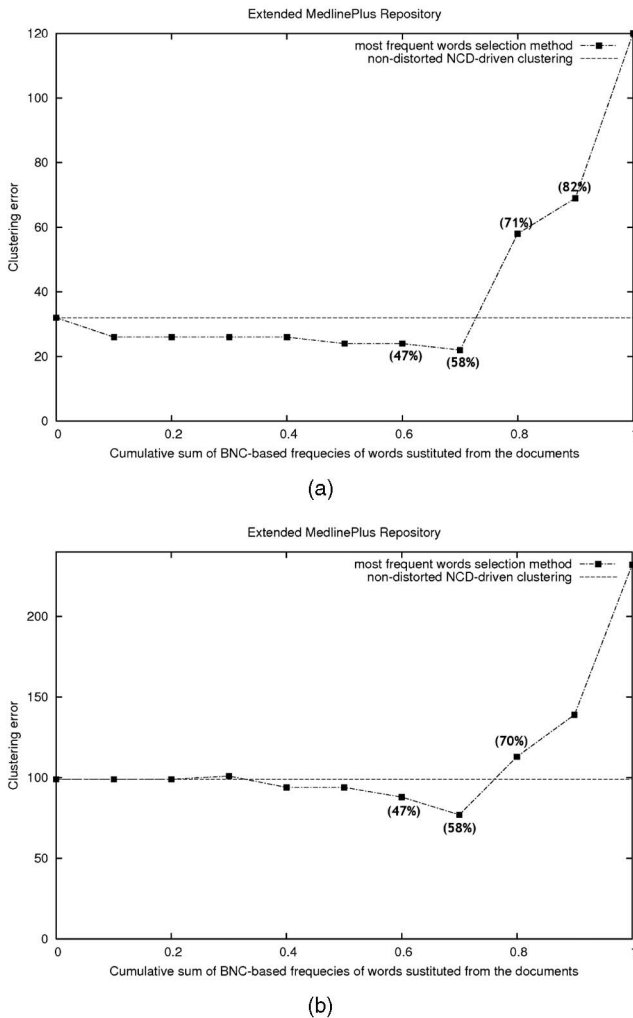 Extended MedlinePlus Repository
most frequent words selection method
non-distorted NCD-driven clustering
120
100
80
60
40
20
0
Clustering error
(82%)
(71%)
(47%)
(58%)
0 0.2 0.4 0.6 0.8 1
Cumulative sum of BNC-based frequecies of words sustituted from the documents
(a)
Extended MedlinePlus Repository
most frequent words selection method
non-distorted NCD-driven clustering
200
150
100
50
0
Clustering error
(70%)
(47%)
(58%)
0 0.2 0.4 0.6 0.8 1
Cumulative sum of BNC-based frequecies of words sustituted from the documents
(b)